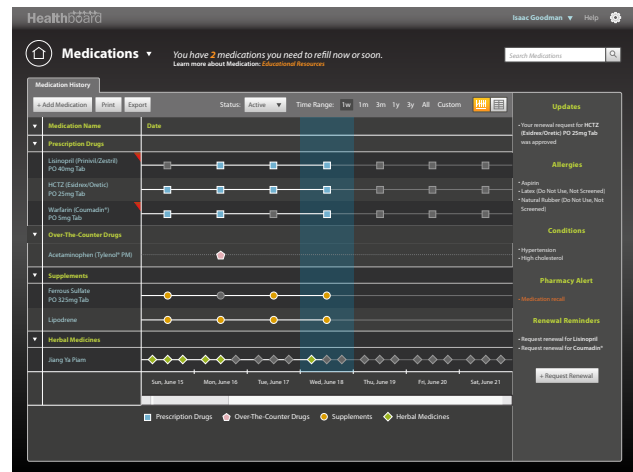 Healthboard
Isaac Goodman ▼ Help
Medications ▼
You have 2 medications you need to refill now or soon.
Learn more about Medication: Educational Resources
Search Medications
Medication History
+ Add Medication Print Export Status: Active ▼ Time Range: 1w 1m 3m 1y 3y All Custom
Medication Name Date
Prescription Drugs
Lisinopril (Prinivil/Zestril)
PO 40mg Tab
HCTZ (Esidrex/Oretic)
PO 25mg Tab
Warfarin (Coumadin*)
PO 5mg Tab
Over-The-Counter Drugs
Acetaminophen (Tylenol* PM)
Supplements
Ferrous Sulfate
PO 325mg Tab
Lipodrene
Herbal Medicines
Jiang Ya Piam
Sun, June 15 Mon, June 16 Tue, June 17 Wed, June 18 Thu, June 19 Fri, June 20 Sat, June 21
Prescription Drugs Over-The-Counter Drugs Supplements Herbal Medicines
Updates
• Your renewal request for HCTZ
(Esidrex/Oretic) PO 25mg Tab
was approved
Allergies
• Aspirin
• Latex (Do Not Use, Not Screened)
• Natural Rubber (Do Not Use, Not
Screened)
Conditions
• Hypertension
• High cholesterol
Pharmacy Alert
• Medication recall
Renewal Reminders
• Request renewal for Lisinopril
• Request renewal for Coumadin*
+ Request Renewal